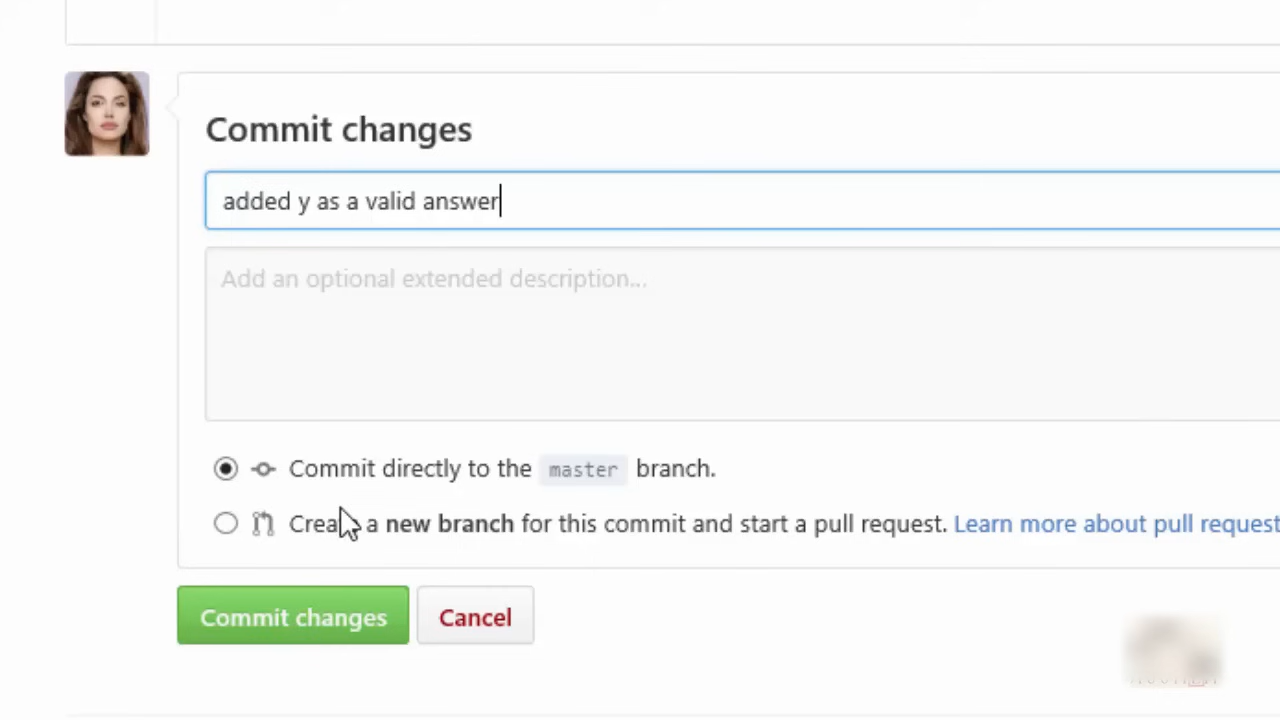 Commit changes
added y as a valid answer
Add an optional extended description...
Commit directly to the master branch.
a new branch for this commit and start a pull request. Learn more about pull request
Commit changes
Cancel